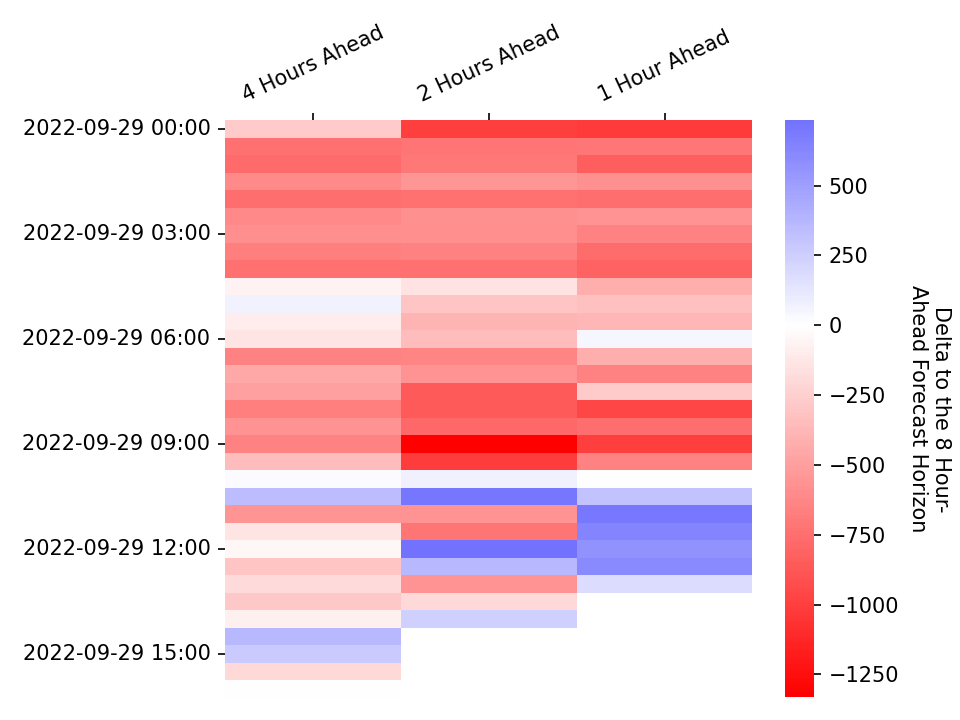 4 Hours Ahead
2 Hours Ahead
1 Hour Ahead
2022-09-29 00:00
2022-09-29 03:00
2022-09-29 06:00
2022-09-29 09:00
2022-09-29 12:00
2022-09-29 15:00
500
250
0
−250
−500
−750
−1000
−1250
Delta to the 8 Hour-
Ahead Forecast Horizon